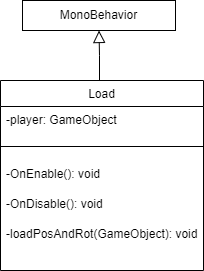 MonoBehavior
Load
-player: GameObject
-OnEnable(): void
-OnDisable(): void
-loadPosAndRot(GameObject): void